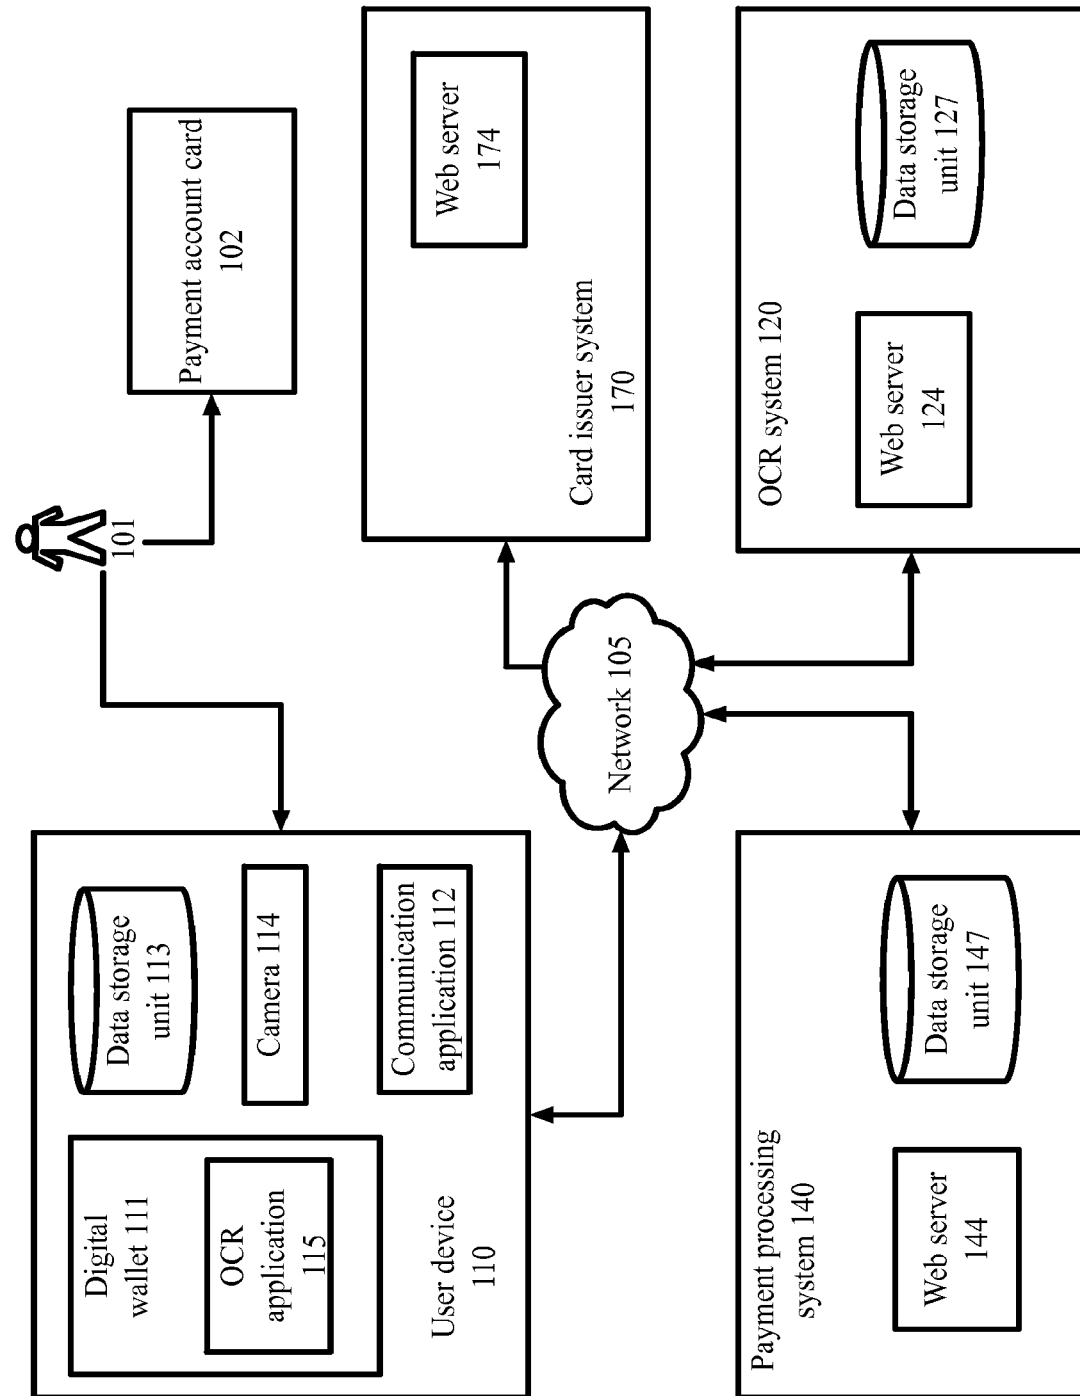 101
Digital
wallet 111
OCR
application
115
Data storage
unit 113
Camera 114
Communication
application 112
User device
110
Payment account card
102
Web server
174
Card issuer system
170
Network 105
Payment processing
system 140
Web server
144
Data storage
unit 147
OCR system 120
Web server
124
Data storage
unit 127